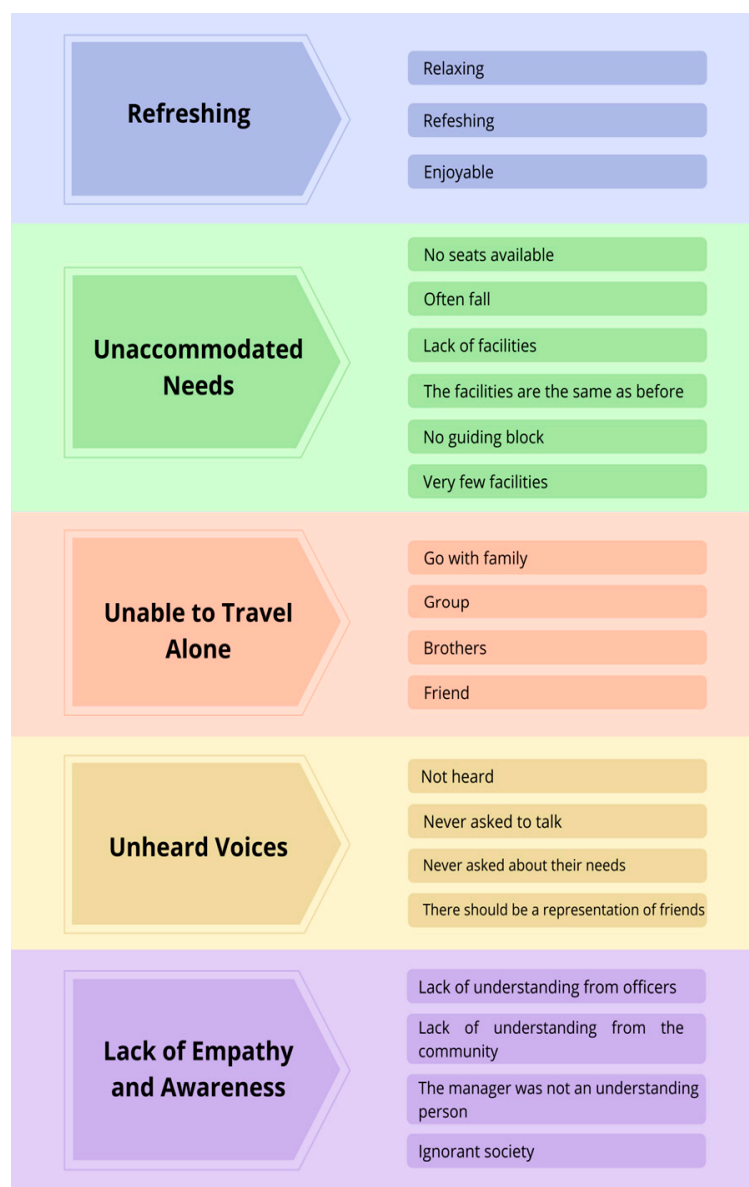 Refreshing
Relaxing
Refeshing
Enjoyable
Unaccommodated
Needs
No seats available
Often fall
Lack of facilities
The facilities are the same as before
No guiding block
Very few facilities
Unable to Travel
Alone
Go with family
Group
Brothers
Friend
Unheard Voices
Not heard
Never asked to talk
Never asked about their needs
There should be a representation of friends
Lack of Empathy
and Awareness
Lack of understanding from officers
Lack of understanding from the
community
The manager was not an understanding
person
Ignorant society